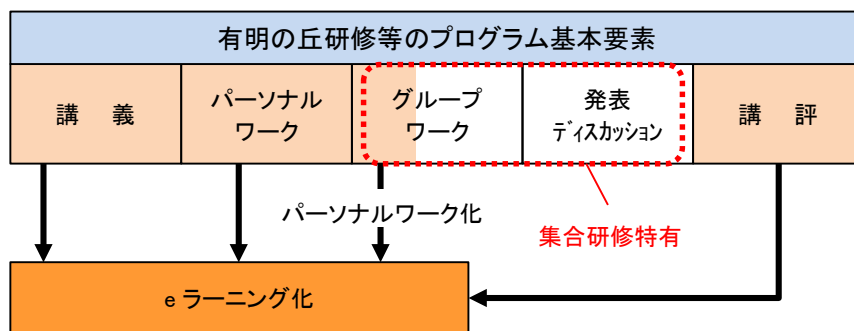 有明の丘研修等のプログラム基本要素
講　義
パーソナル
ワーク
グループ
ワーク
発表
ﾃﾞｨｽｶｯｼｮﾝ
講　評
パーソナルワーク化
集合研修特有
eラーニング化